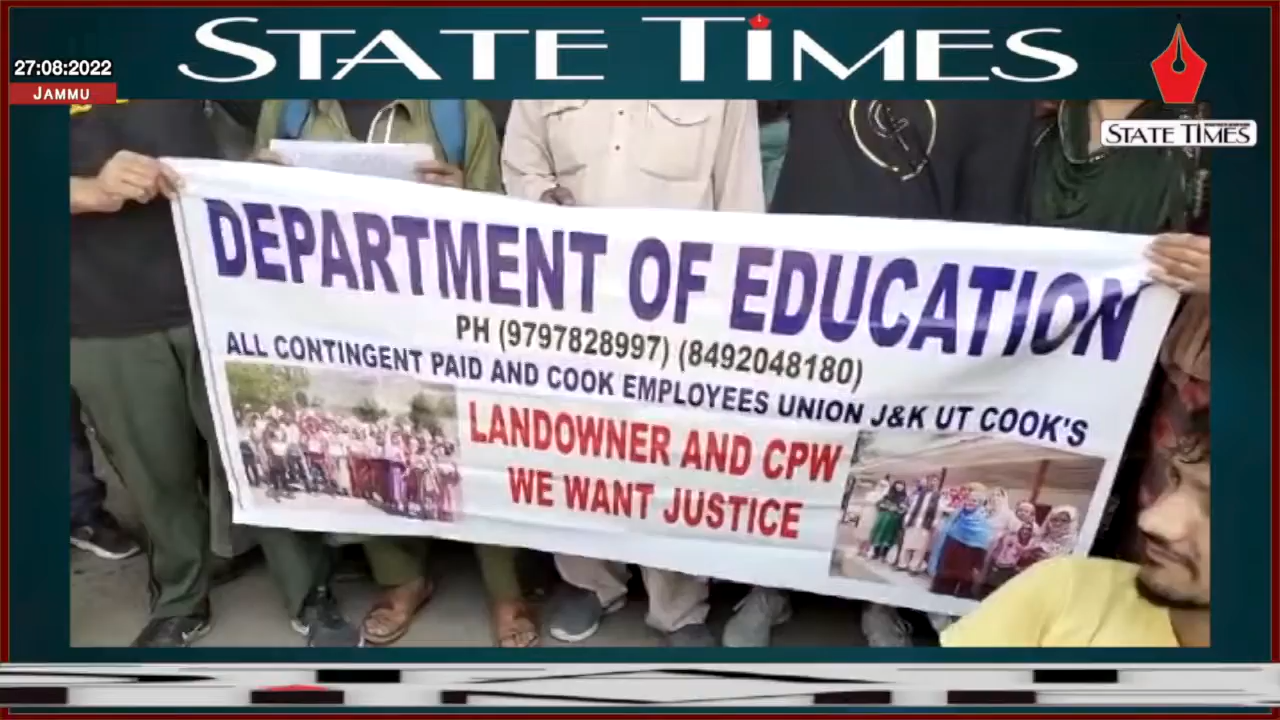 STATE TIMES
27:08:2022
JAMMU
STATE TIMES
DEPARTMENT OF EDUCATION
PH (9797828997) (8492048180)
ALL CONTINGENT PAID AND COOK EMPLOYEES UNION J&K UT COOK'S
LANDOWNER AND CPW
WE WANT JUSTICE